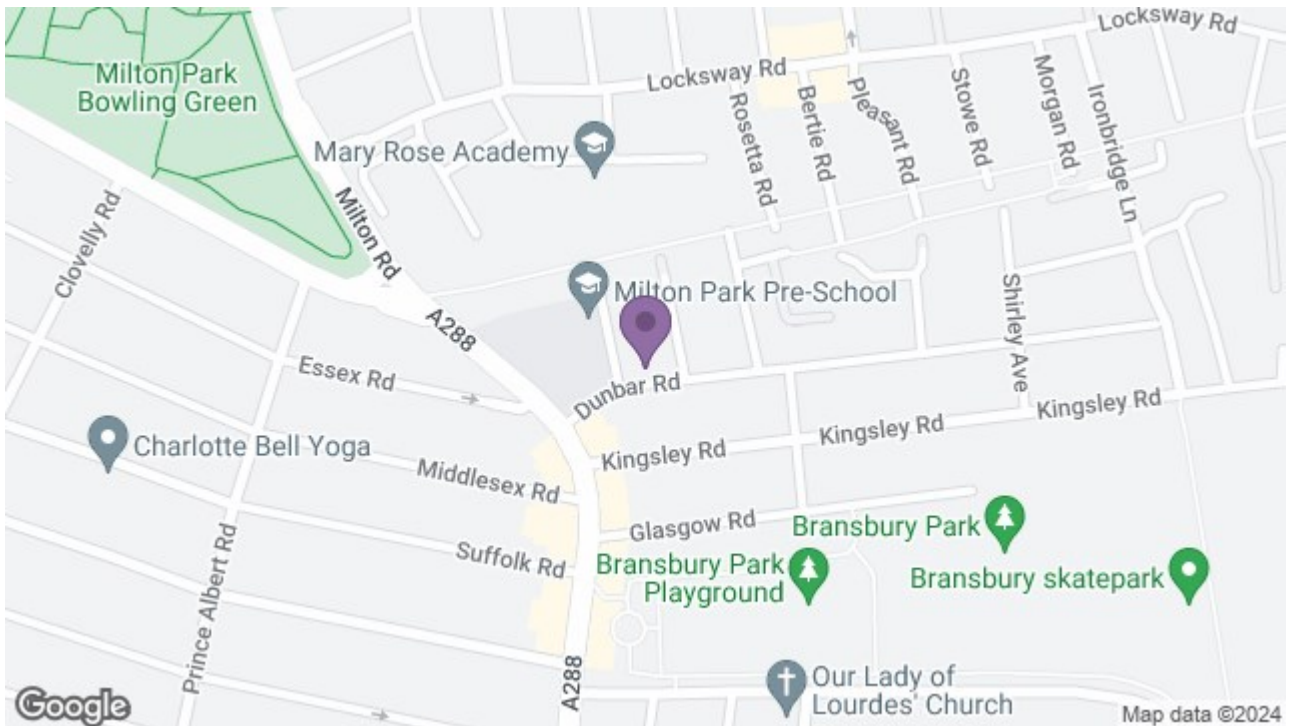 Locksway Rd
Milton Park
Bowling Green
Locksway Rd
Mary Rose Academy
Rosetta Rd
Bertie Rd
Pleasant Rd
Stowe Rd
Morgan Rd
Ironbridge Ln
Clovelly Rd
Milton Rd
Milton Park Pre-School
Shirley Ave
A288
Essex Rd
Dunbar Rd
Kingsley Rd
Kingsley Rd
Kingsley Rd
Charlotte Bell Yoga
Middlesex Rd
Glasgow Rd
Bransbury Park
Prince Albert Rd
Suffolk Rd
Bransbury Park
Playground
Bransbury skatepark
A288
Our Lady of
Lourdes' Church
Google
Map data ©2024